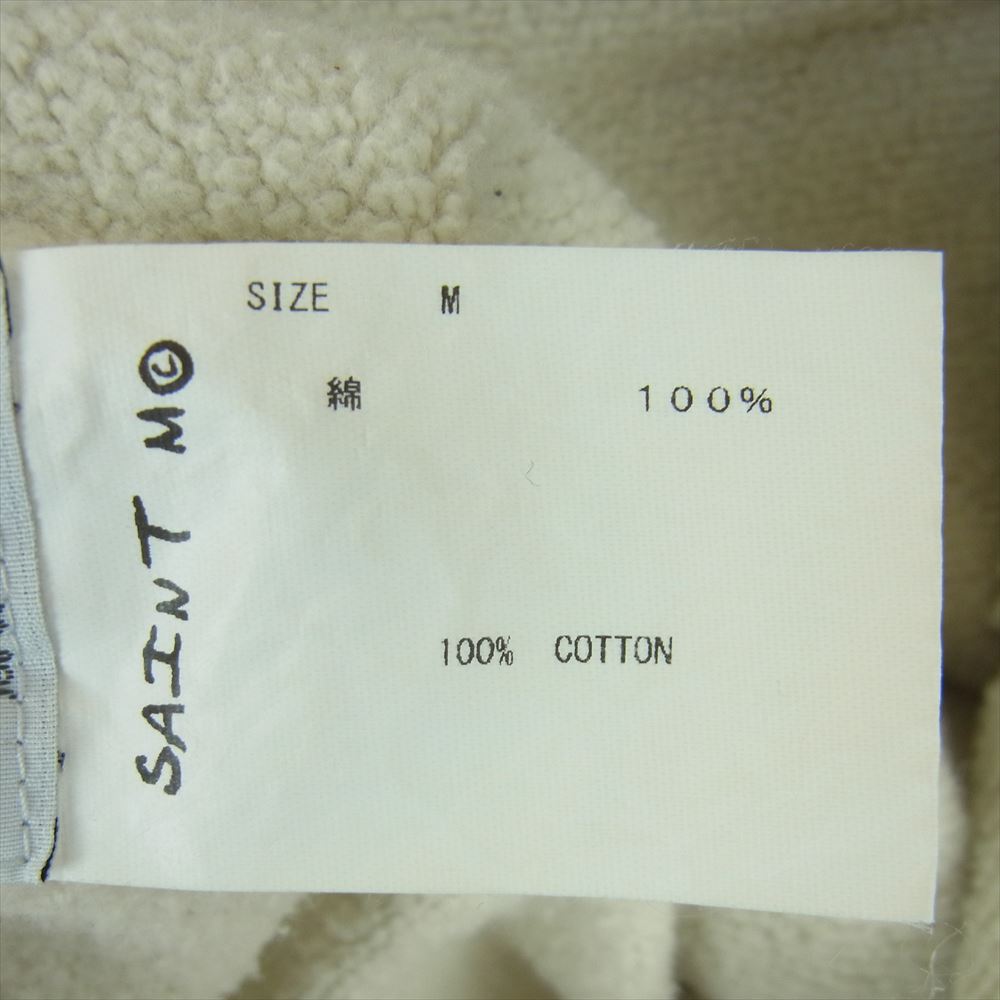 SIZE M
綿 100%
100% COTTON
SAINT M©